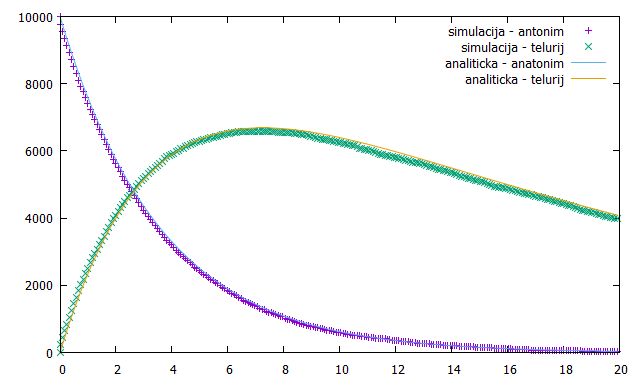 10000
8000
6000
4000
2000
0
simulacija - antonim
simulacija - telurij
analiticka - anatonim
analiticka - telurij
0 2 4 6 8 10 12 14 16 18 20